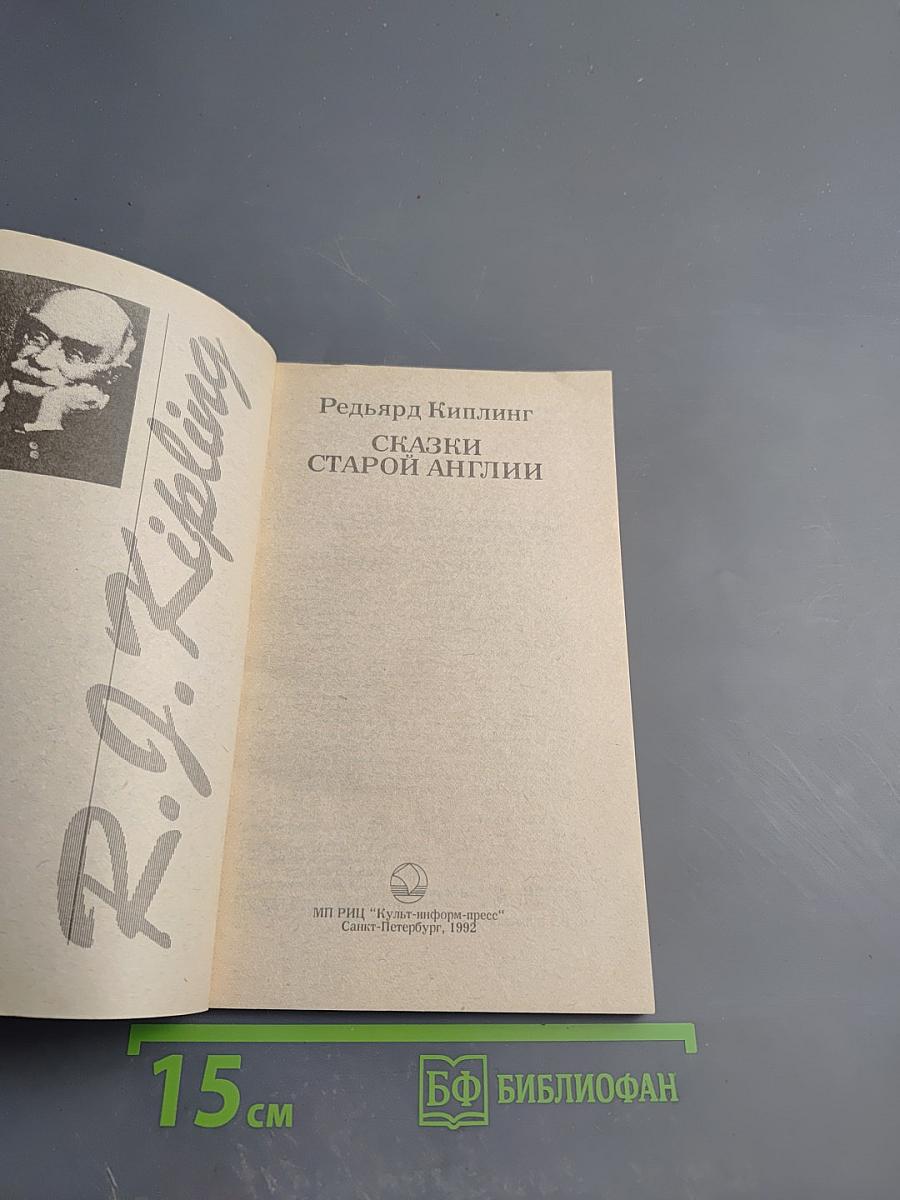 R. J. Kipling
Редьярд Киплинг
СКАЗКИ
СТАРОЙ АНГЛИИ
МП РИЦ "Культ-информ-пресс"
Санкт-Петербург, 1992
15 см
БФ БИБЛИОФАН